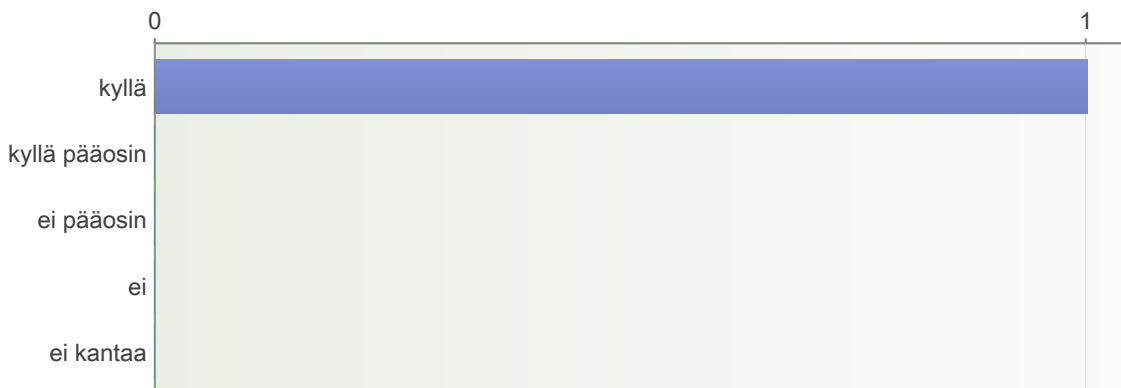 0 1
kyllä
kyllä pääosin
ei pääosin
ei
ei kantaa